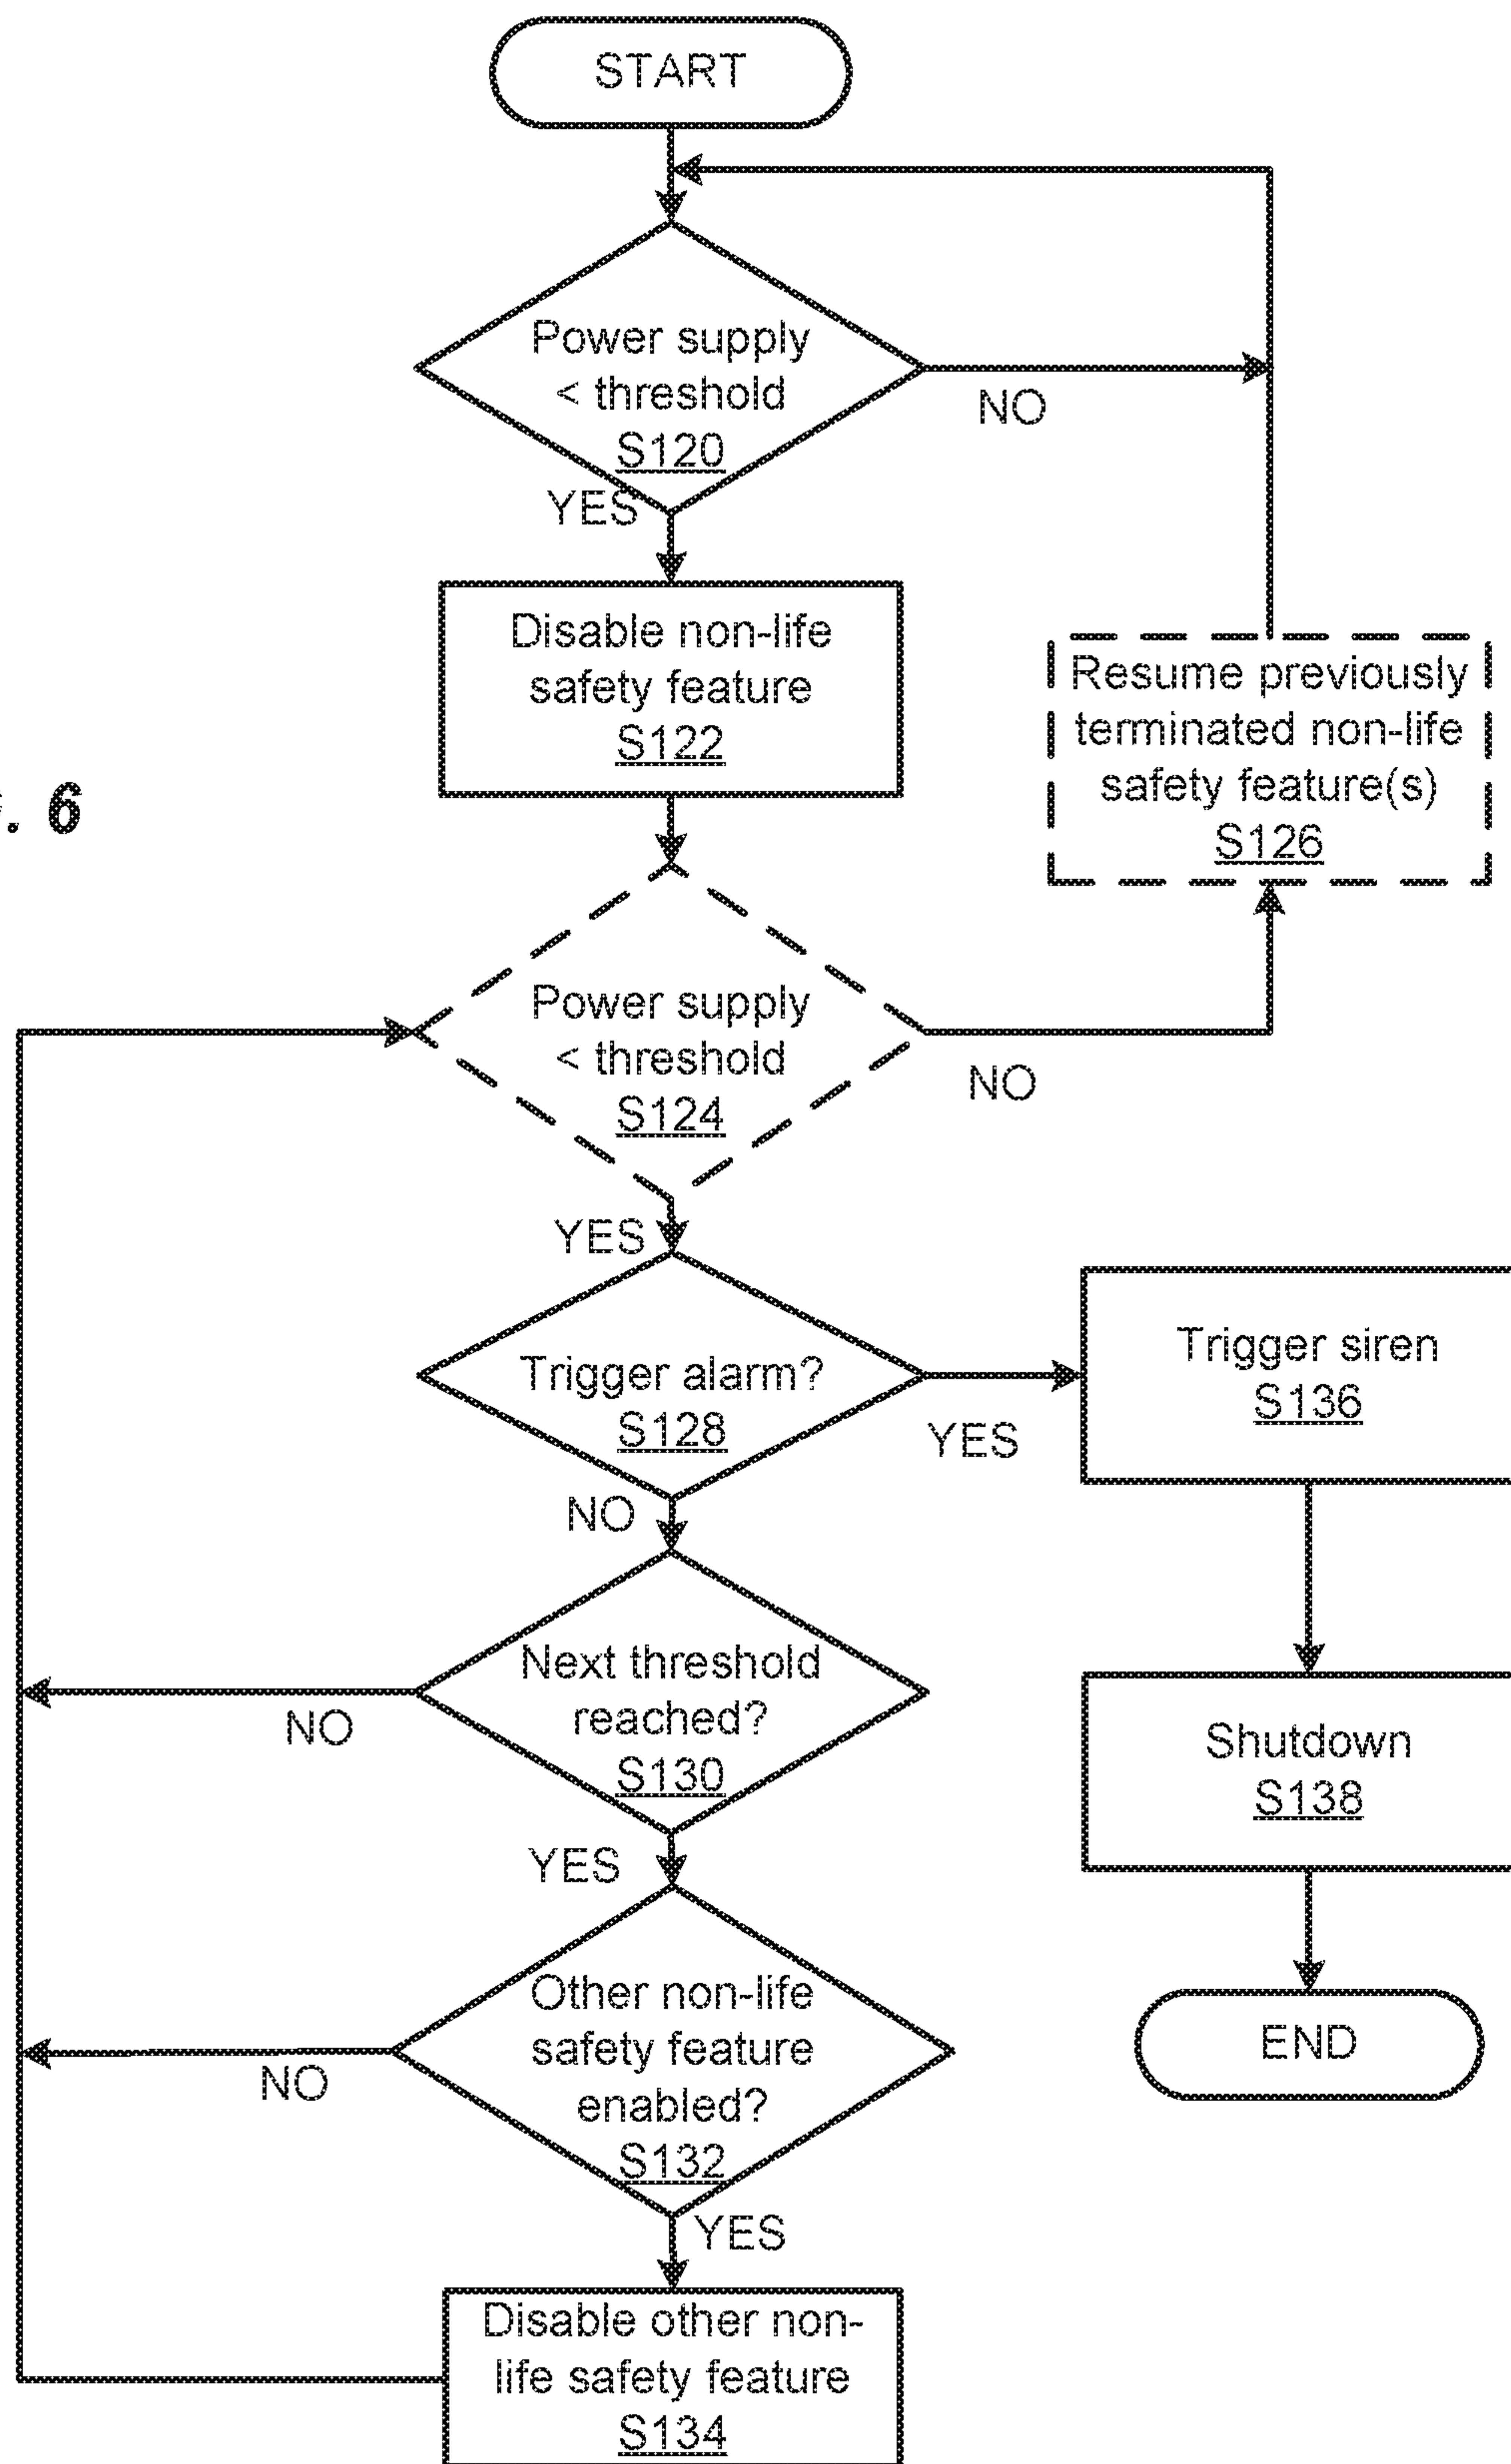 START
Power supply
< threshold
S120
NO
YES
Disable non-life
safety feature
S122
Resume previously
terminated non-life
safety feature(s)
S126
. 6
Power supply
< threshold
S124
NO
YES
Trigger alarm?
S128
YES
Trigger siren
S136
NO
Next threshold
reached?
S130
NO
Shutdown
S138
YES
Other non-life
safety feature
enabled?
S132
NO
END
YES
Disable other non-
life safety feature
S134